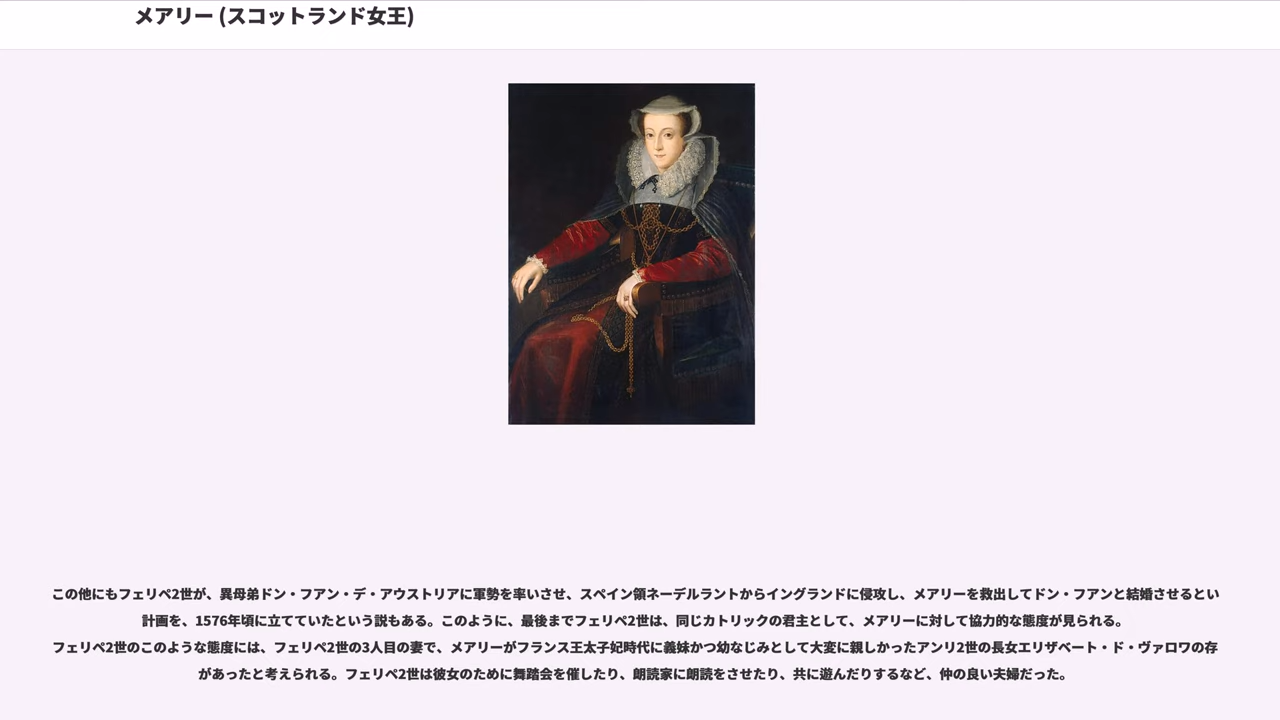 メアリー (スコットランド女王)
この他にもフェリペ2世が、異母弟ドン・フアン・デ・アウストリアに軍勢を率いさせ、スペイン領ネーデルラントからイングランドに侵攻し、メアリーを救出してドン・フアンと結婚させるとい
計画を、1576年頃に立てていたという説もある。このように、最後までフェリペ2世は、同じカトリックの君主として、メアリーに対して協力的な態度が見られる。
フェリペ2世のこのような態度には、フェリペ2世の3人目の妻で、メアリーがフランス王太子妃時代に義妹かつ幼なじみとして大変に親しかったアンリ2世の長女エリザベート・ド・ヴァロワの存
があったと考えられる。フェリペ2世は彼女のために舞踏会を催したり、朗読家に朗読をさせたり、共に遊んだりするなど、仲の良い夫婦だった。